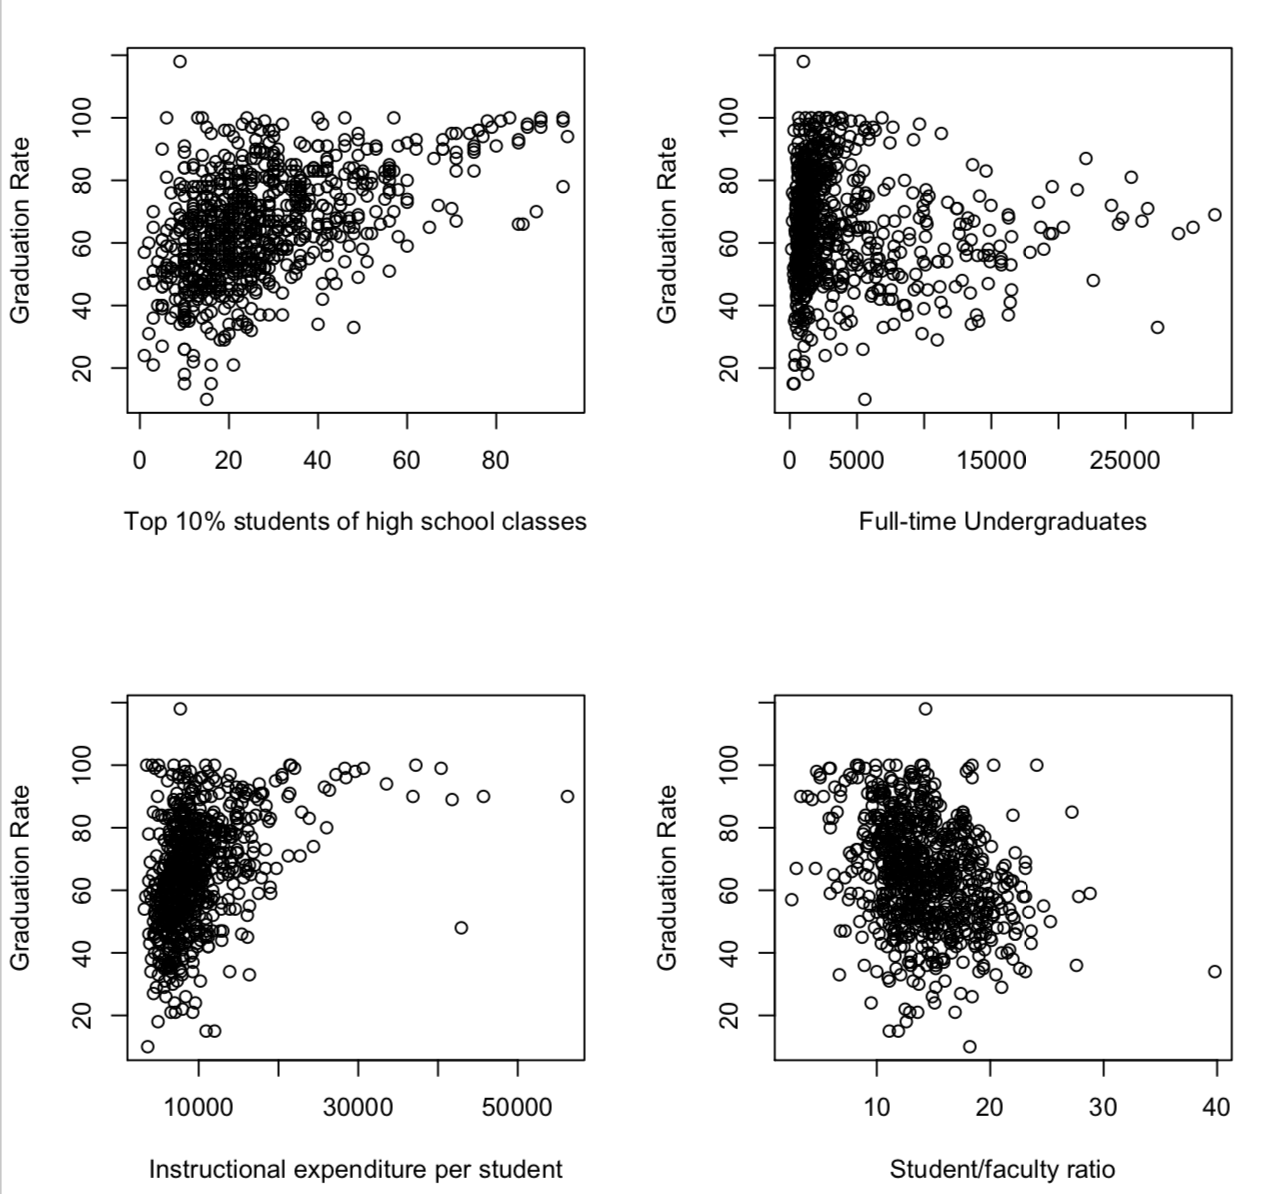 Graduation Rate
100
80
60
40
20
0 20 40 60 80
Top 10% students of high school classes
Graduation Rate
100
80
60
40
20
0 5000 15000 25000
Full-time Undergraduates
Graduation Rate
100
80
60
40
20
10000 30000 50000
Instructional expenditure per student
Graduation Rate
100
80
60
40
20
10 20 30 40
Student/faculty ratio